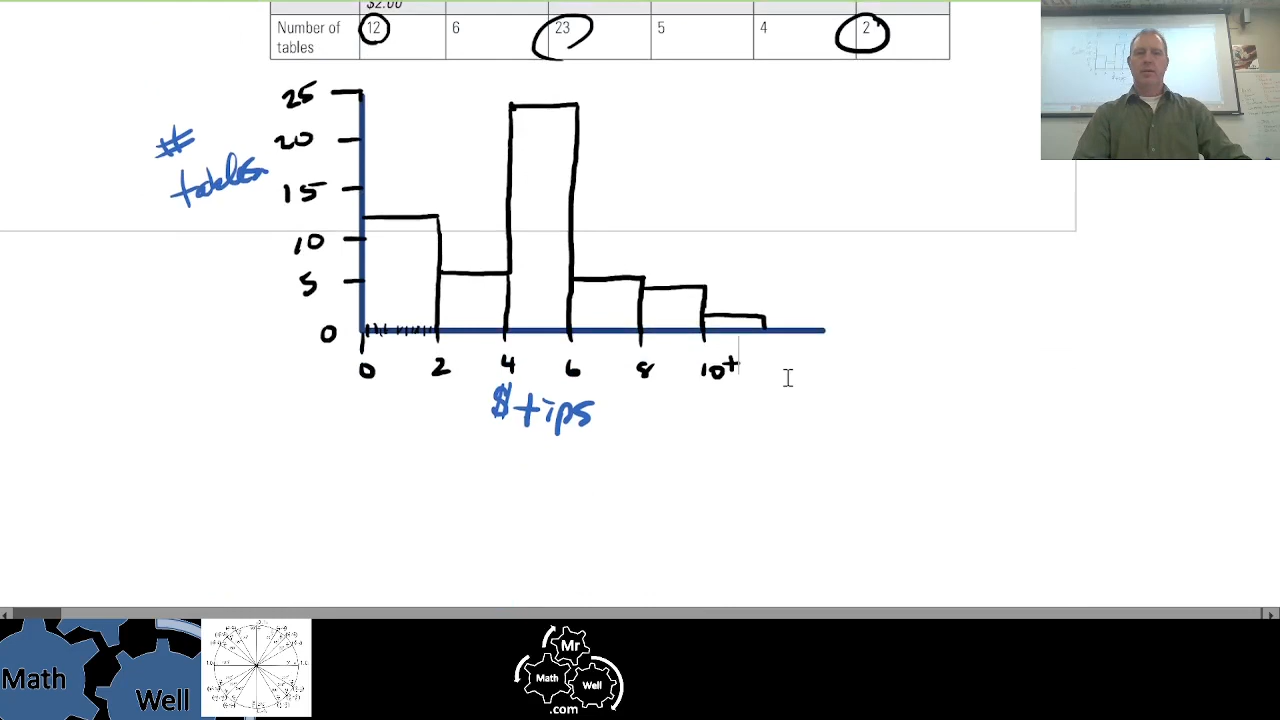 $2.00
Number of tables 12 6 23 5 4 2
25
#
tables
20
15
10
5
0
0 2 4 6 8 10+
$ tips
Math
Well
Mr
Math
Well
.com